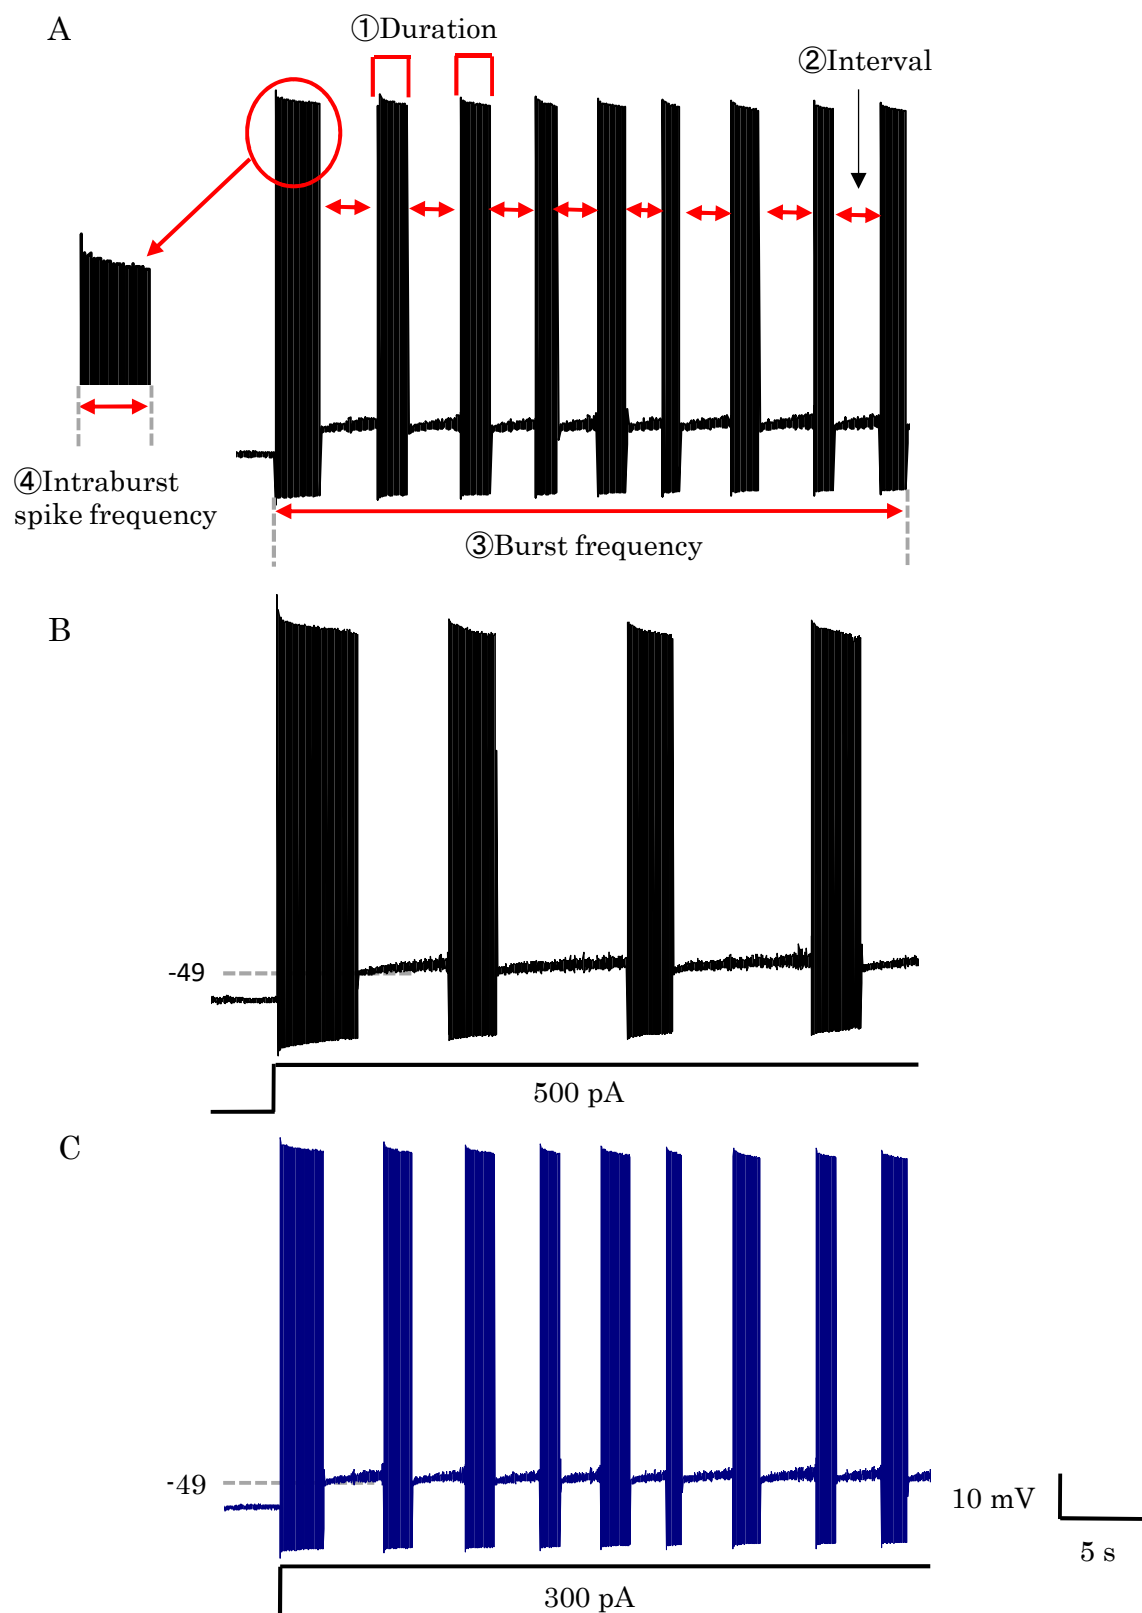 A
①Duration
②Interval
④Intraburst
spike frequency
③Burst frequency
B
-49
500 pA
C
-49
10 mV
5 s
300 pA